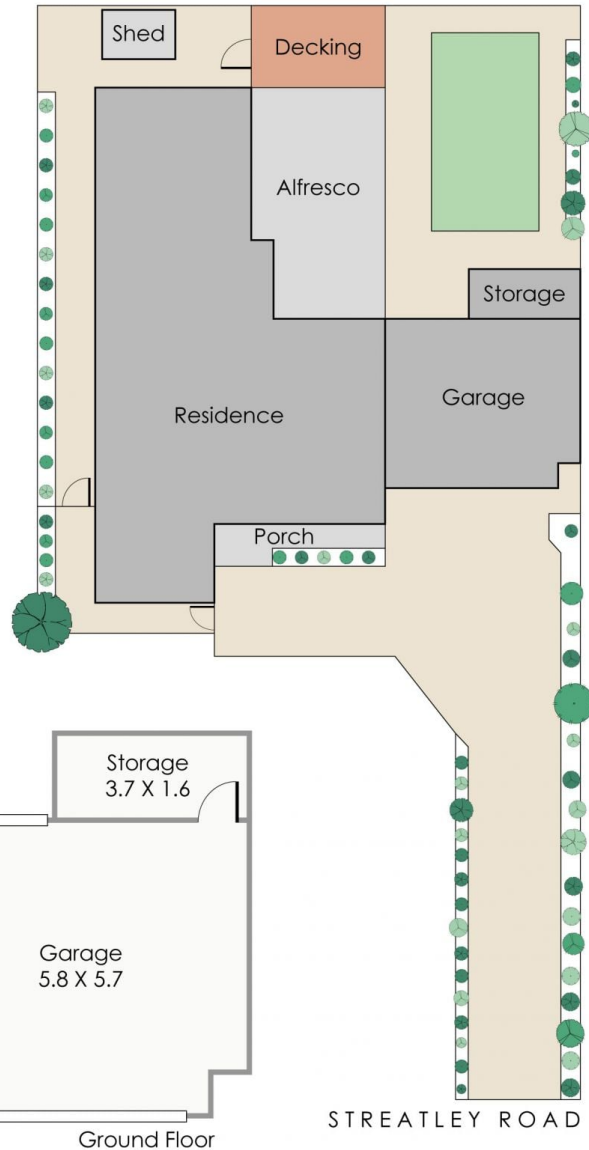 Shed
Decking
Alfresco
Storage
Residence
Garage
Porch
Storage
3.7 X 1.6
Garage
5.8 X 5.7
STREATLEY ROAD
Ground Floor